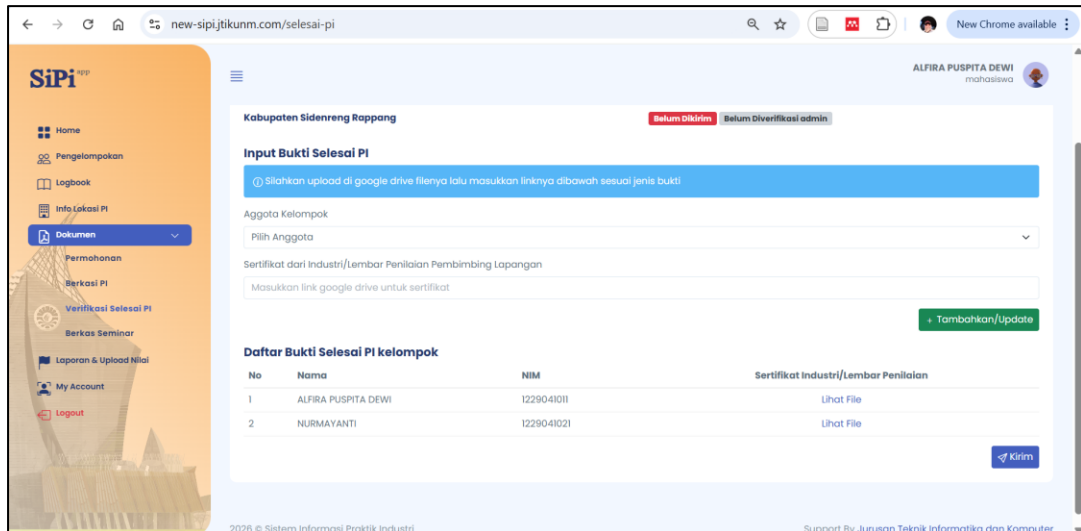 new-sipi.jtikunm.com/selesai-pi
New Chrome available
SiPi app
ALFIRA PUSPITA DEWI
mahasiswa
Home
Pengelompokan
Logbook
Info Lokasi PI
Dokumen
Permohonan
Berkasi PI
Verifikasi Selesai PI
Berkas Seminar
Laporan & Upload Nilai
My Account
Logout
Kabupaten Sidenreng Rappang
Belum Dikirim Belum Diverifikasi admin
Input Bukti Selesai PI
Silahkan upload di google drive filenya lalu masukkan linknya dibawah sesuai jenis bukti
Aggota Kelompok
Pilih Anggota
Sertifikat dari Industri/Lembar Penilaian Pembimbing Lapangan
Masukkan link google drive untuk sertifikat
+ Tambahkan/Update
Daftar Bukti Selesai PI kelompok
No Nama NIM Sertifikat Industri/Lembar Penilaian
1 ALFIRA PUSPITA DEWI 1229041011 Lihat File
2 NURMAYANTI 1229041021 Lihat File
Kirim
2026 © Sistem Informasi Praktik Industri
Support By Jurusan Teknik Informatika dan Komputer